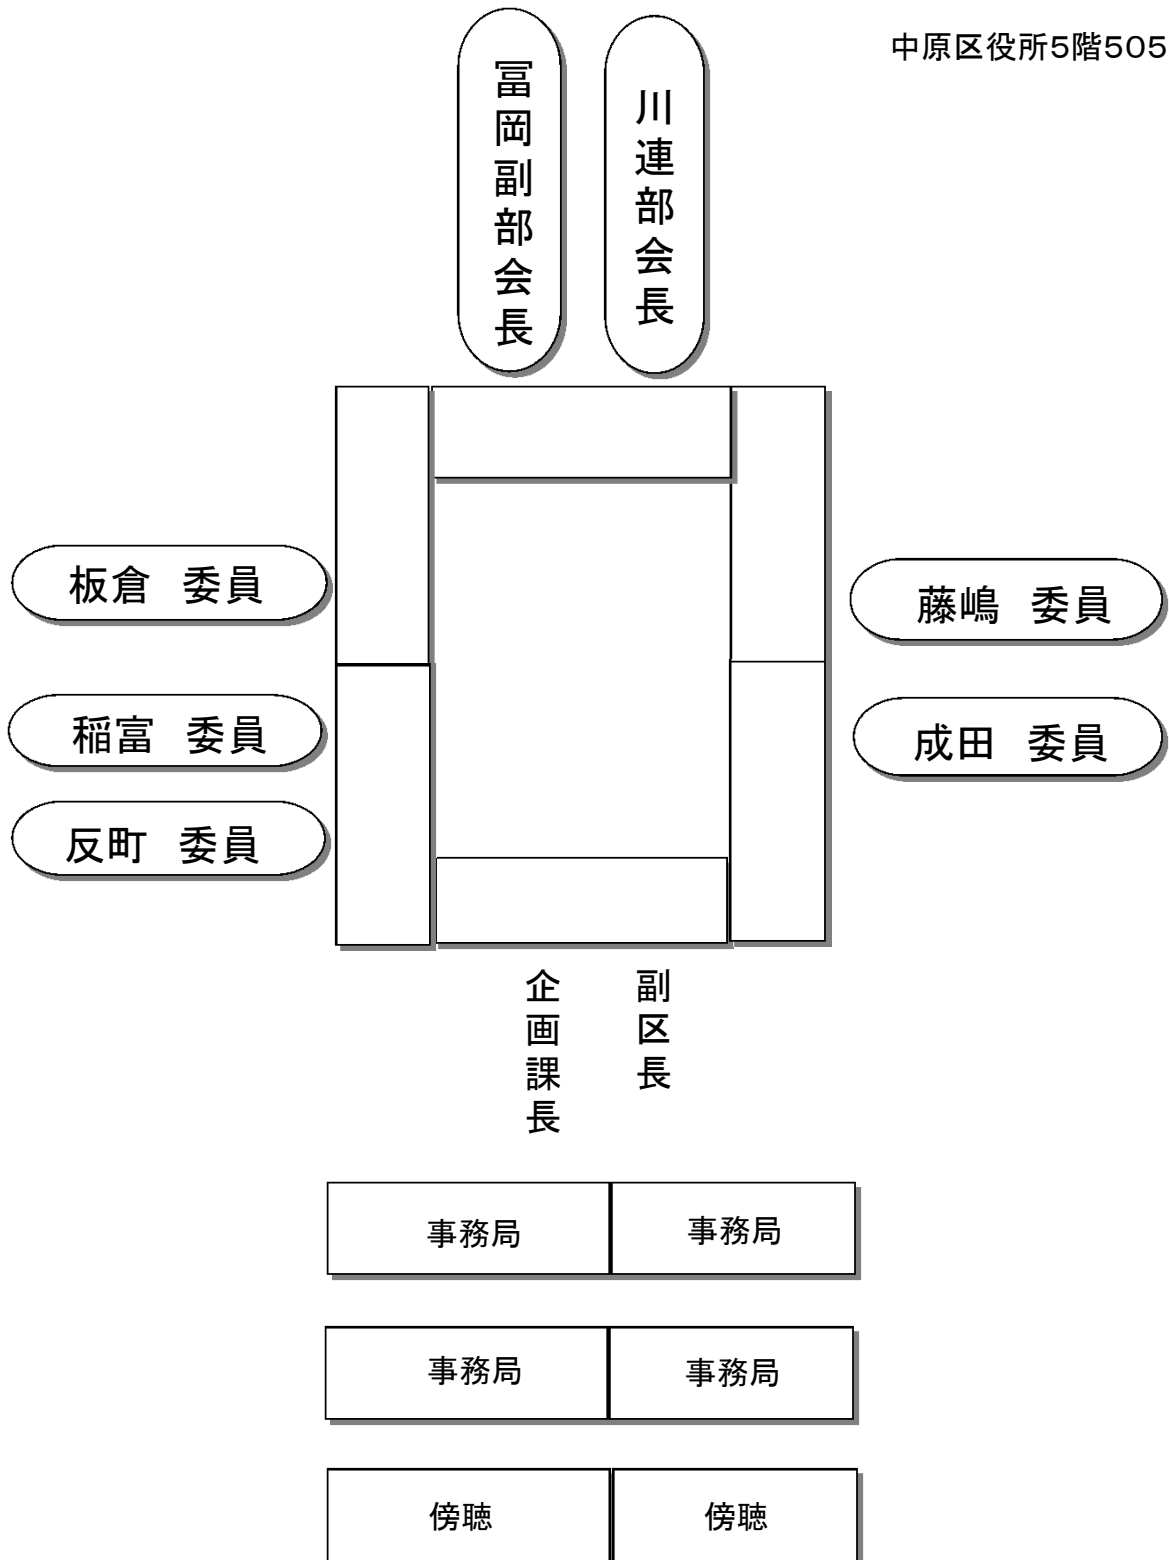 中原区役所5階505
冨岡副部会長
川連部会長
板倉　委員
藤嶋　委員
稲富　委員
成田　委員
反町　委員
企画課長
副区長
事務局
事務局
事務局
事務局
傍聴
傍聴